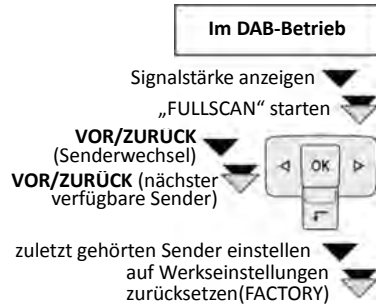 Im DAB-Betrieb
Signalstärke anzeigen
„FULLSCAN“ starten
VOR/ZURUCK
(Senderwechsel)
VOR/ZURÜCK (nächster
verfügbare Sender)
OK
zuletzt gehörten Sender einstellen
auf Werkseinstellungen
zurücksetzen(FACTORY)